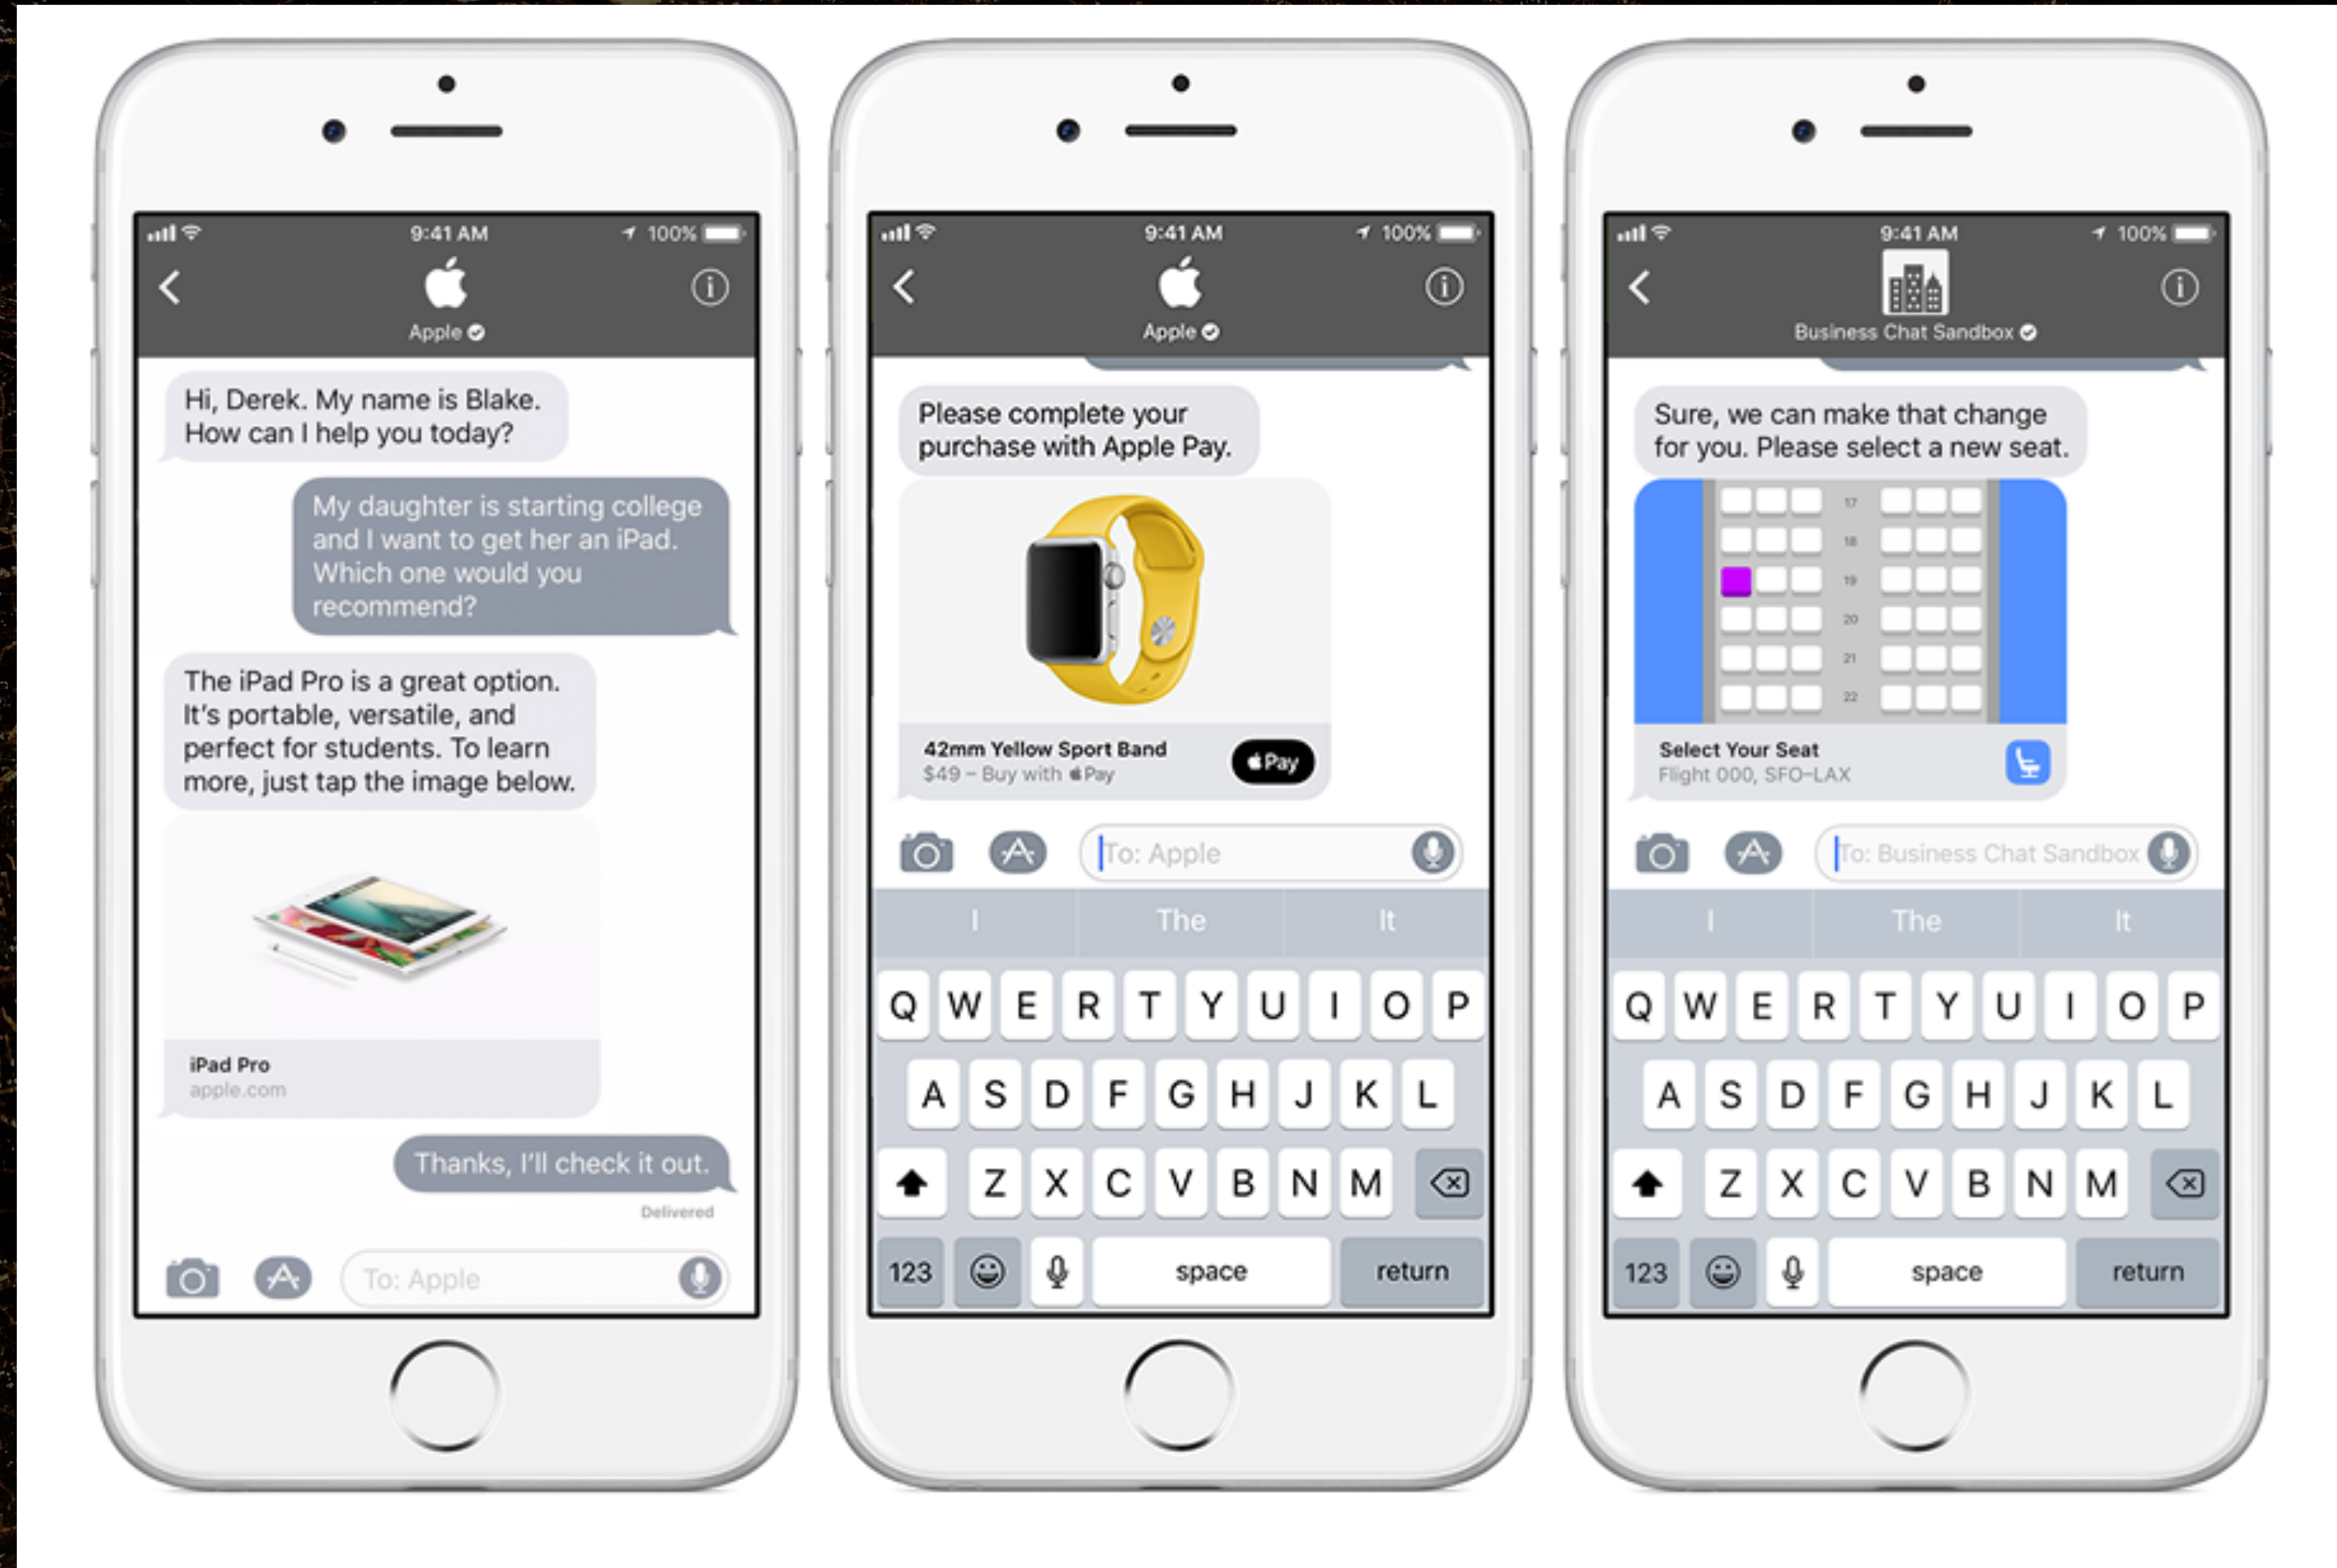 9:41 AM
100%
Apple
Hi, Derek. My name is Blake.
How can I help you today?
My daughter is starting college
and I want to get her an iPad.
Which one would you
recommend?
The iPad Pro is a great option.
It's portable, versatile, and
perfect for students. To learn
more, just tap the image below.
iPad Pro
apple.com
Thanks, I'll check it out.
Delivered
To: Apple
9:41 AM
100%
Apple
Please complete your
purchase with Apple Pay.
42mm Yellow Sport Band
$49 – Buy with Pay
Pay
To: Apple
I The It
Q W E R T Y U I O P
A S D F G H J K L
Z X C V B N M
123 space return
9:41 AM
100%
Business Chat Sandbox
Sure, we can make that change
for you. Please select a new seat.
17
18
19
20
21
22
Select Your Seat
Flight 000, SFO–LAX
To: Business Chat Sandbox
I The It
Q W E R T Y U I O P
A S D F G H J K L
Z X C V B N M
123 space return